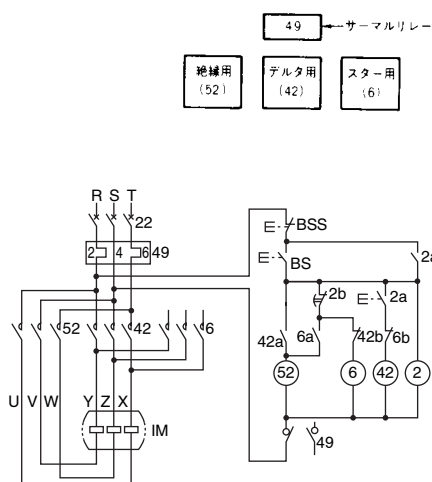 49
サーマルリレー
絶縁用
(52)
デルタ用
(42)
スター用
(6)
R S T
22
2 4 6 49
52 42 6
U V W Y Z X
IM
BSS
BS
2a
2b
2a
42a 6a 42b 6b
52 6 42 2
49